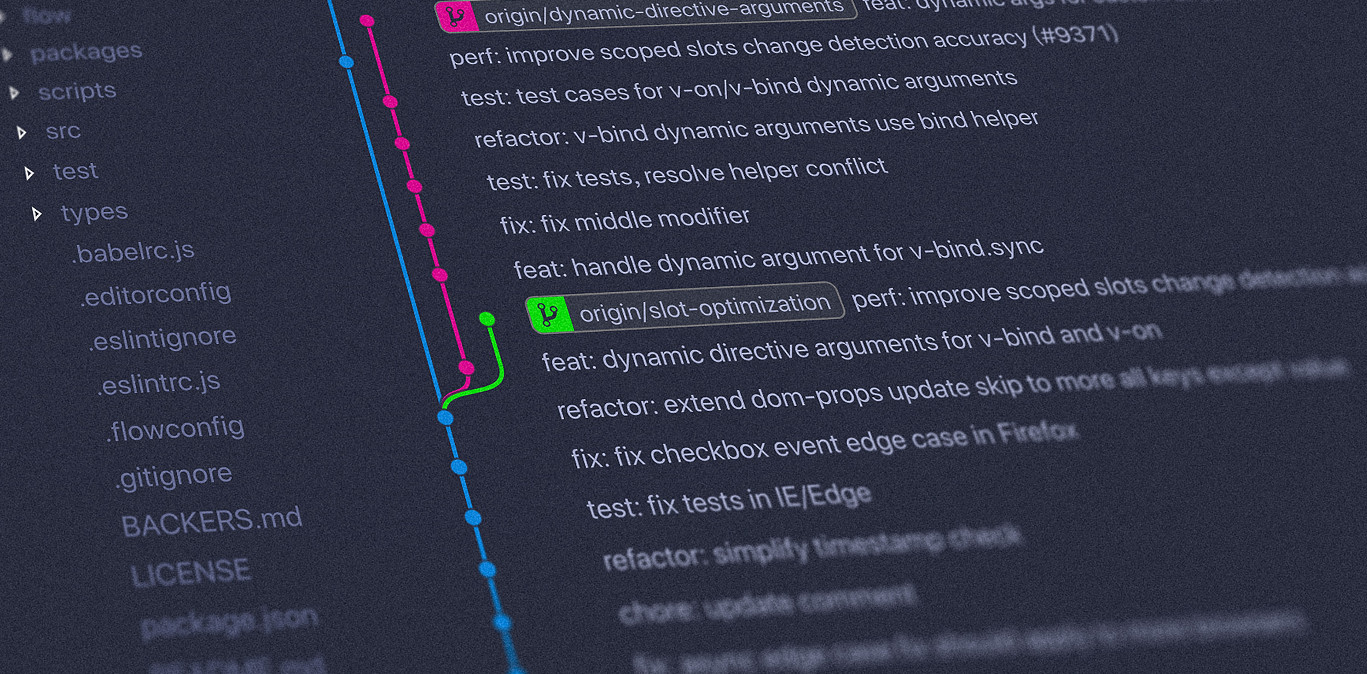 flow
packages
scripts
src
test
types
.babelrc.js
.editorconfig
.eslintignore
.eslintrc.js
.flowconfig
.gitignore
BACKERS.md
LICENSE
package.json
README.md
origin/dynamic-directive-arguments feat: dynamic args for
perf: improve scoped slots change detection accuracy (#9371)
test: test cases for v-on/v-bind dynamic arguments
refactor: v-bind dynamic arguments use bind helper
test: fix tests, resolve helper conflict
fix: fix middle modifier
feat: handle dynamic argument for v-bind.sync
origin/slot-optimization perf: improve scoped slots change detection
feat: dynamic directive arguments for v-bind and v-on
refactor: extend dom-props update skip to more all keys except value
fix: fix checkbox event edge case in Firefox
test: fix tests in IE/Edge
refactor: simplify timestamp check
chore: update comment
fix: async edge case fix should apply to more browsers